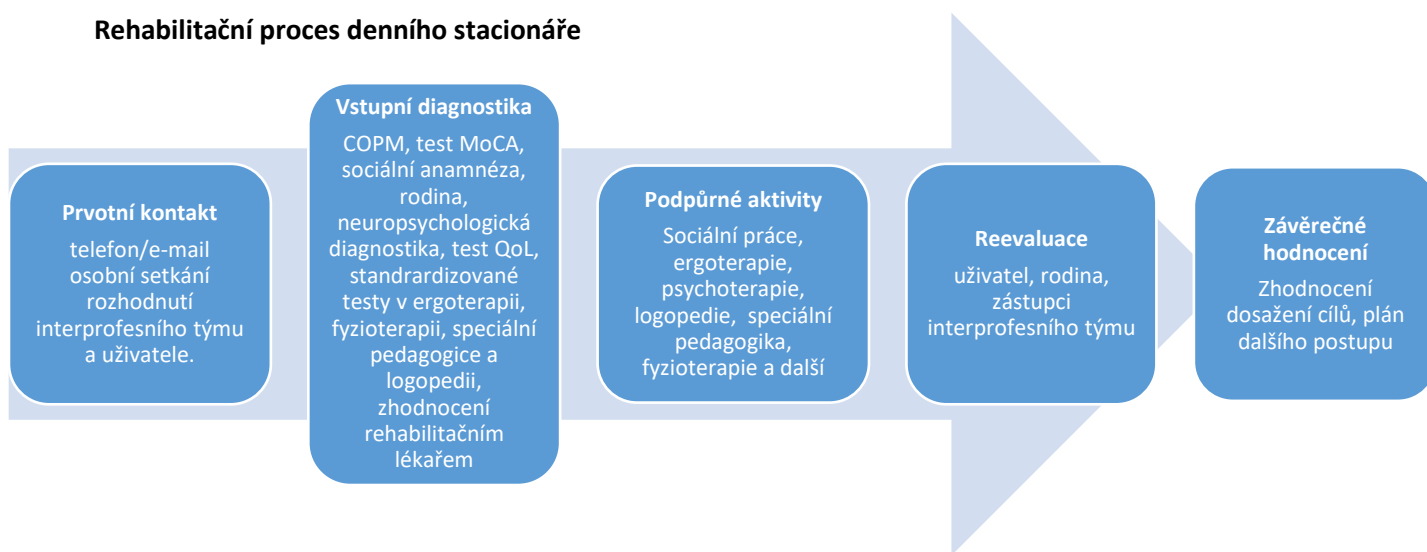 Rehabilitační proces denního stacionáře
Prvotní kontakt
telefon/e-mail
osobní setkání
rozhodnutí
interprofesního týmu
a uživatele.
Vstupní diagnostika
COPM, test MoCA,
sociální anamnéza,
rodina,
neuropsychologická
diagnostika, test QoL,
standrardizované
testy v ergoterapii,
fyzioterapii, speciální
pedagogice a
logopedii,
zhodnocení
rehabilitačním
lékařem
Podpůrné aktivity
Sociální práce,
ergoterapie,
psychoterapie,
logopedie, speciální
pedagogika,
fyzioterapie a další
Reevaluace
uživatel, rodina,
zástupci
interprofesního týmu
Závěrečné
hodnocení
Zhodnocení
dosažení cílů, plán
dalšího postupu